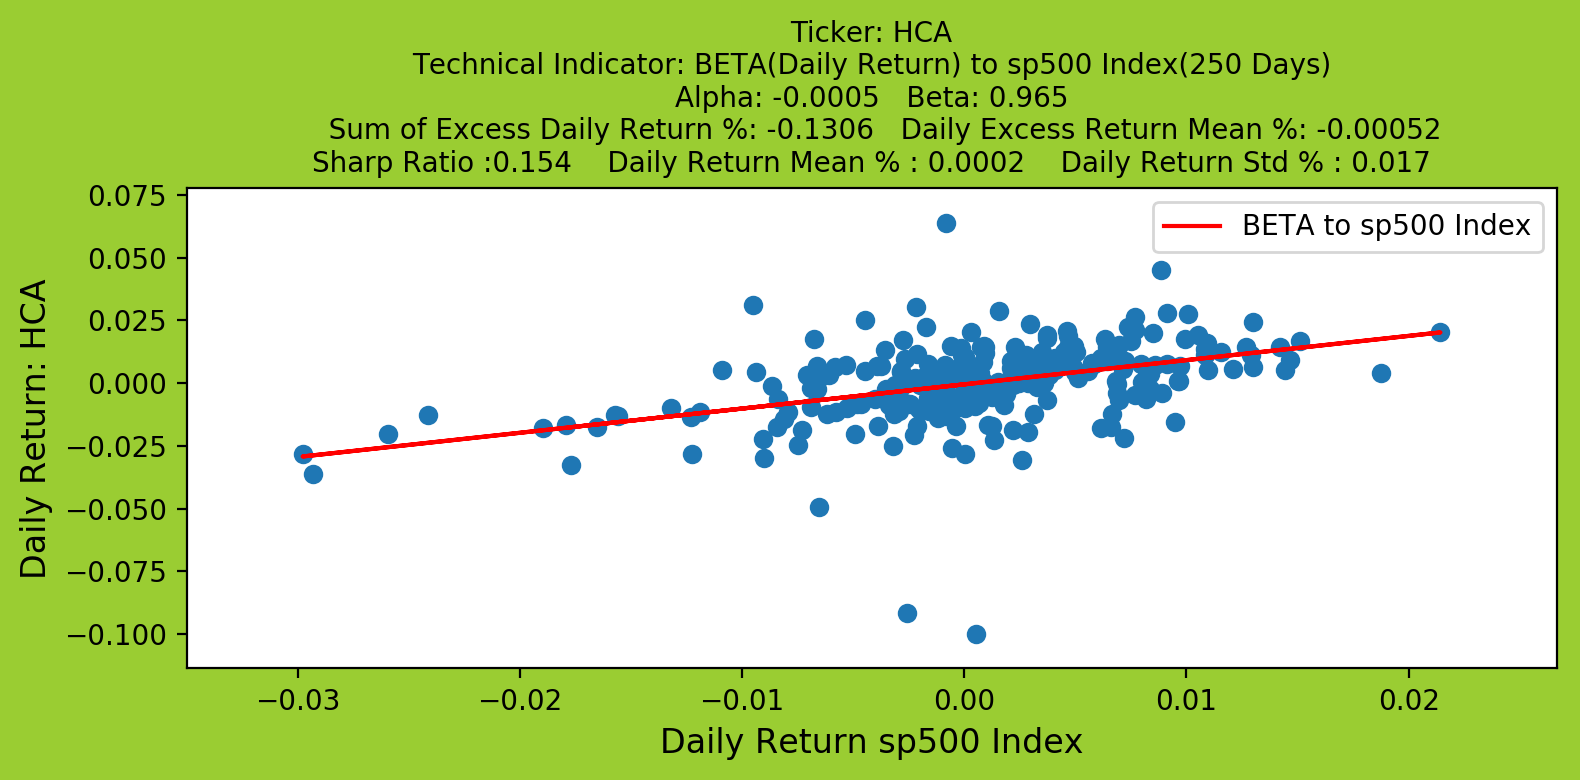 Ticker: HCA
Technical Indicator: BETA(Daily Return) to sp500 Index(250 Days)
Alpha: -0.0005   Beta: 0.965
Sum of Excess Daily Return %: -0.1306   Daily Excess Return Mean %: -0.00052
Sharp Ratio :0.154    Daily Return Mean % : 0.0002    Daily Return Std % : 0.017
BETA to sp500 Index
Daily Return: HCA
0.075
0.050
0.025
0.000
−0.025
−0.050
−0.075
−0.100
−0.03 −0.02 −0.01 0.00 0.01 0.02
Daily Return sp500 Index